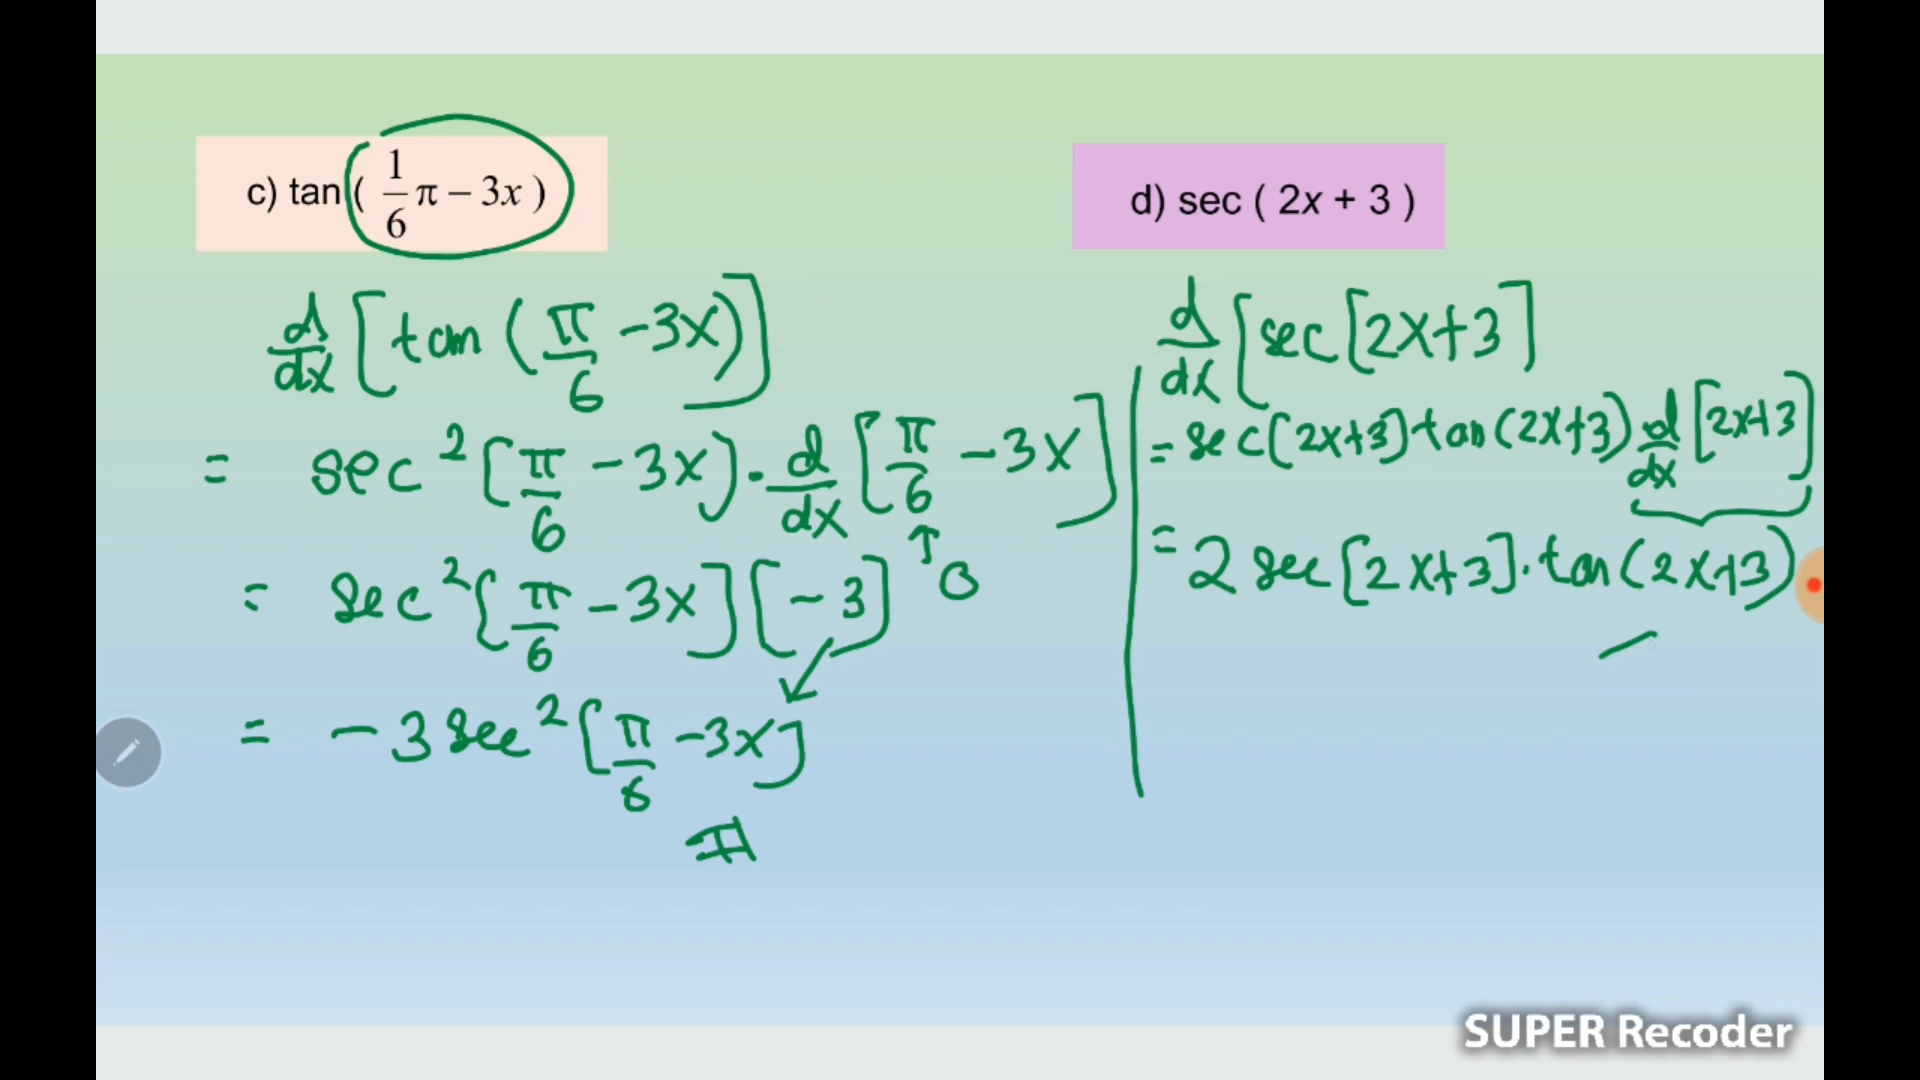 c) tan ( 1/6 π − 3x )
d/dx [tan (π/6 − 3x)]
= sec² [π/6 − 3x] · d/dx [π/6 − 3x]
↑ 0
= sec² [π/6 − 3x] [−3]
= −3 sec² [π/6 − 3x]
d) sec ( 2x + 3 )
d/dx [sec [2x+3]
= sec(2x+3) tan(2x+3) d/dx [2x+3]
= 2 sec [2x+3] · tan(2x+3)
SUPER Recoder